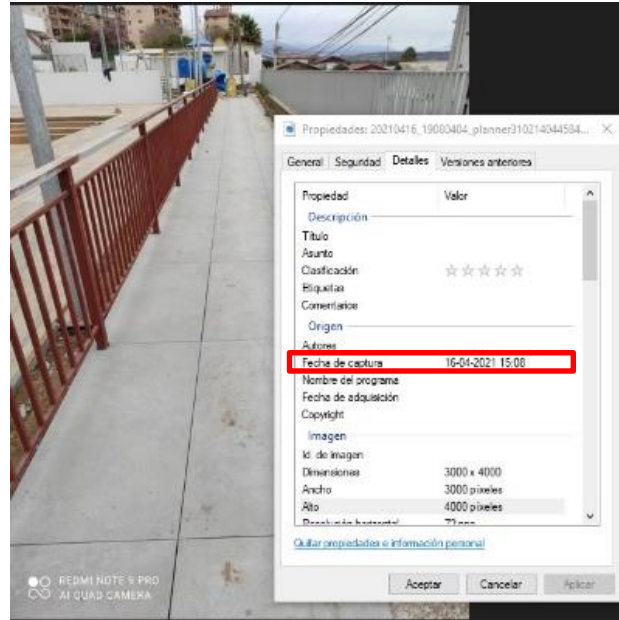 Propiedades: 20210416_19080404_planner310214044584...
General Seguridad Detalles Versiones anteriores
Propiedad Valor
Descripción
Título
Asunto
Clasificación
Etiquetas
Comentarios
Origen
Autores
Fecha de captura 16-04-2021 15:08
Nombre del programa
Fecha de adquisición
Copyright
Imagen
Id. de imagen
Dimensiones 3000 x 4000
Ancho 3000 píxeles
Alto 4000 píxeles
Quitar propiedades e información personal
Aceptar Cancelar Aplicar
REDMI NOTE 9 PRO
AI QUAD CAMERA